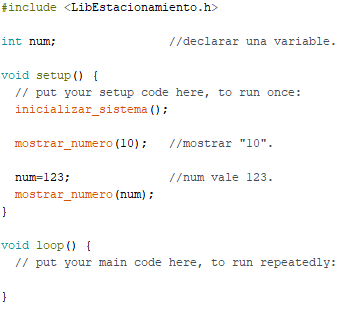 #include <LibEstacionamiento.h>
int num; //declarar una variable.
void setup() {
// put your setup code here, to run once:
inicializar_sistema();
mostrar_numero(10); //mostrar "10".
num=123; //num vale 123.
mostrar_numero(num);
}
void loop() {
// put your main code here, to run repeatedly:
}